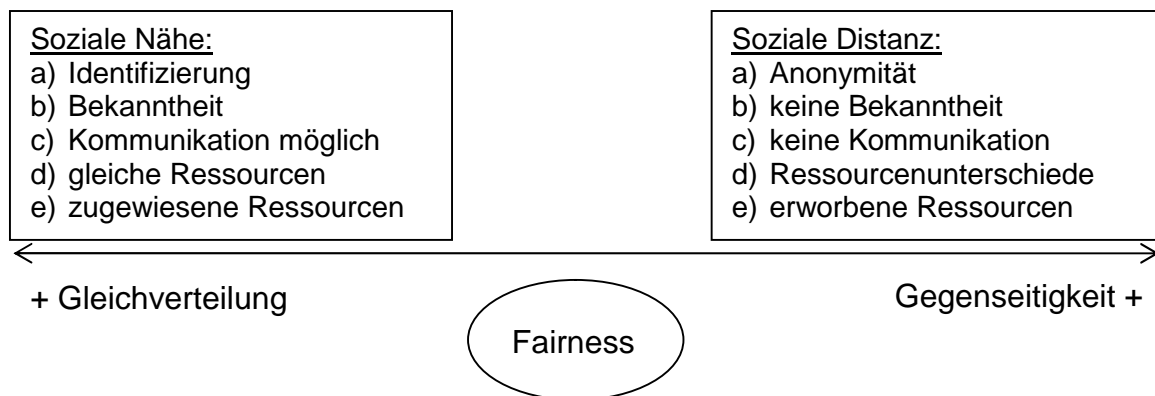 Soziale Nähe:
a) Identifizierung
b) Bekanntheit
c) Kommunikation möglich
d) gleiche Ressourcen
e) zugewiesene Ressourcen
Soziale Distanz:
a) Anonymität
b) keine Bekanntheit
c) keine Kommunikation
d) Ressourcenunterschiede
e) erworbene Ressourcen
+ Gleichverteilung
Gegenseitigkeit +
Fairness